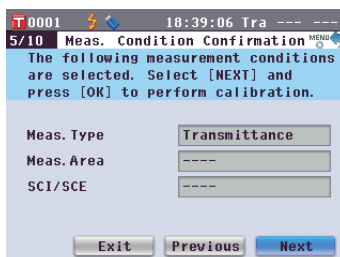 T0001 18:39:06 Tra --- ---
5/10 Meas. Condition Confirmation MENU
The following measurement conditions
are selected. Select [NEXT] and
press [OK] to perform calibration.
Meas. Type Transmittance
Meas. Area ----
SCI/SCE ----
Exit Previous Next